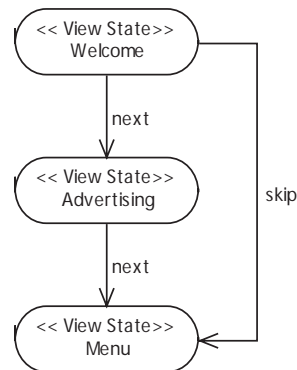 << View State>>
Welcome
next
<< View State>>
Advertising
skip
next
<< View State>>
Menu